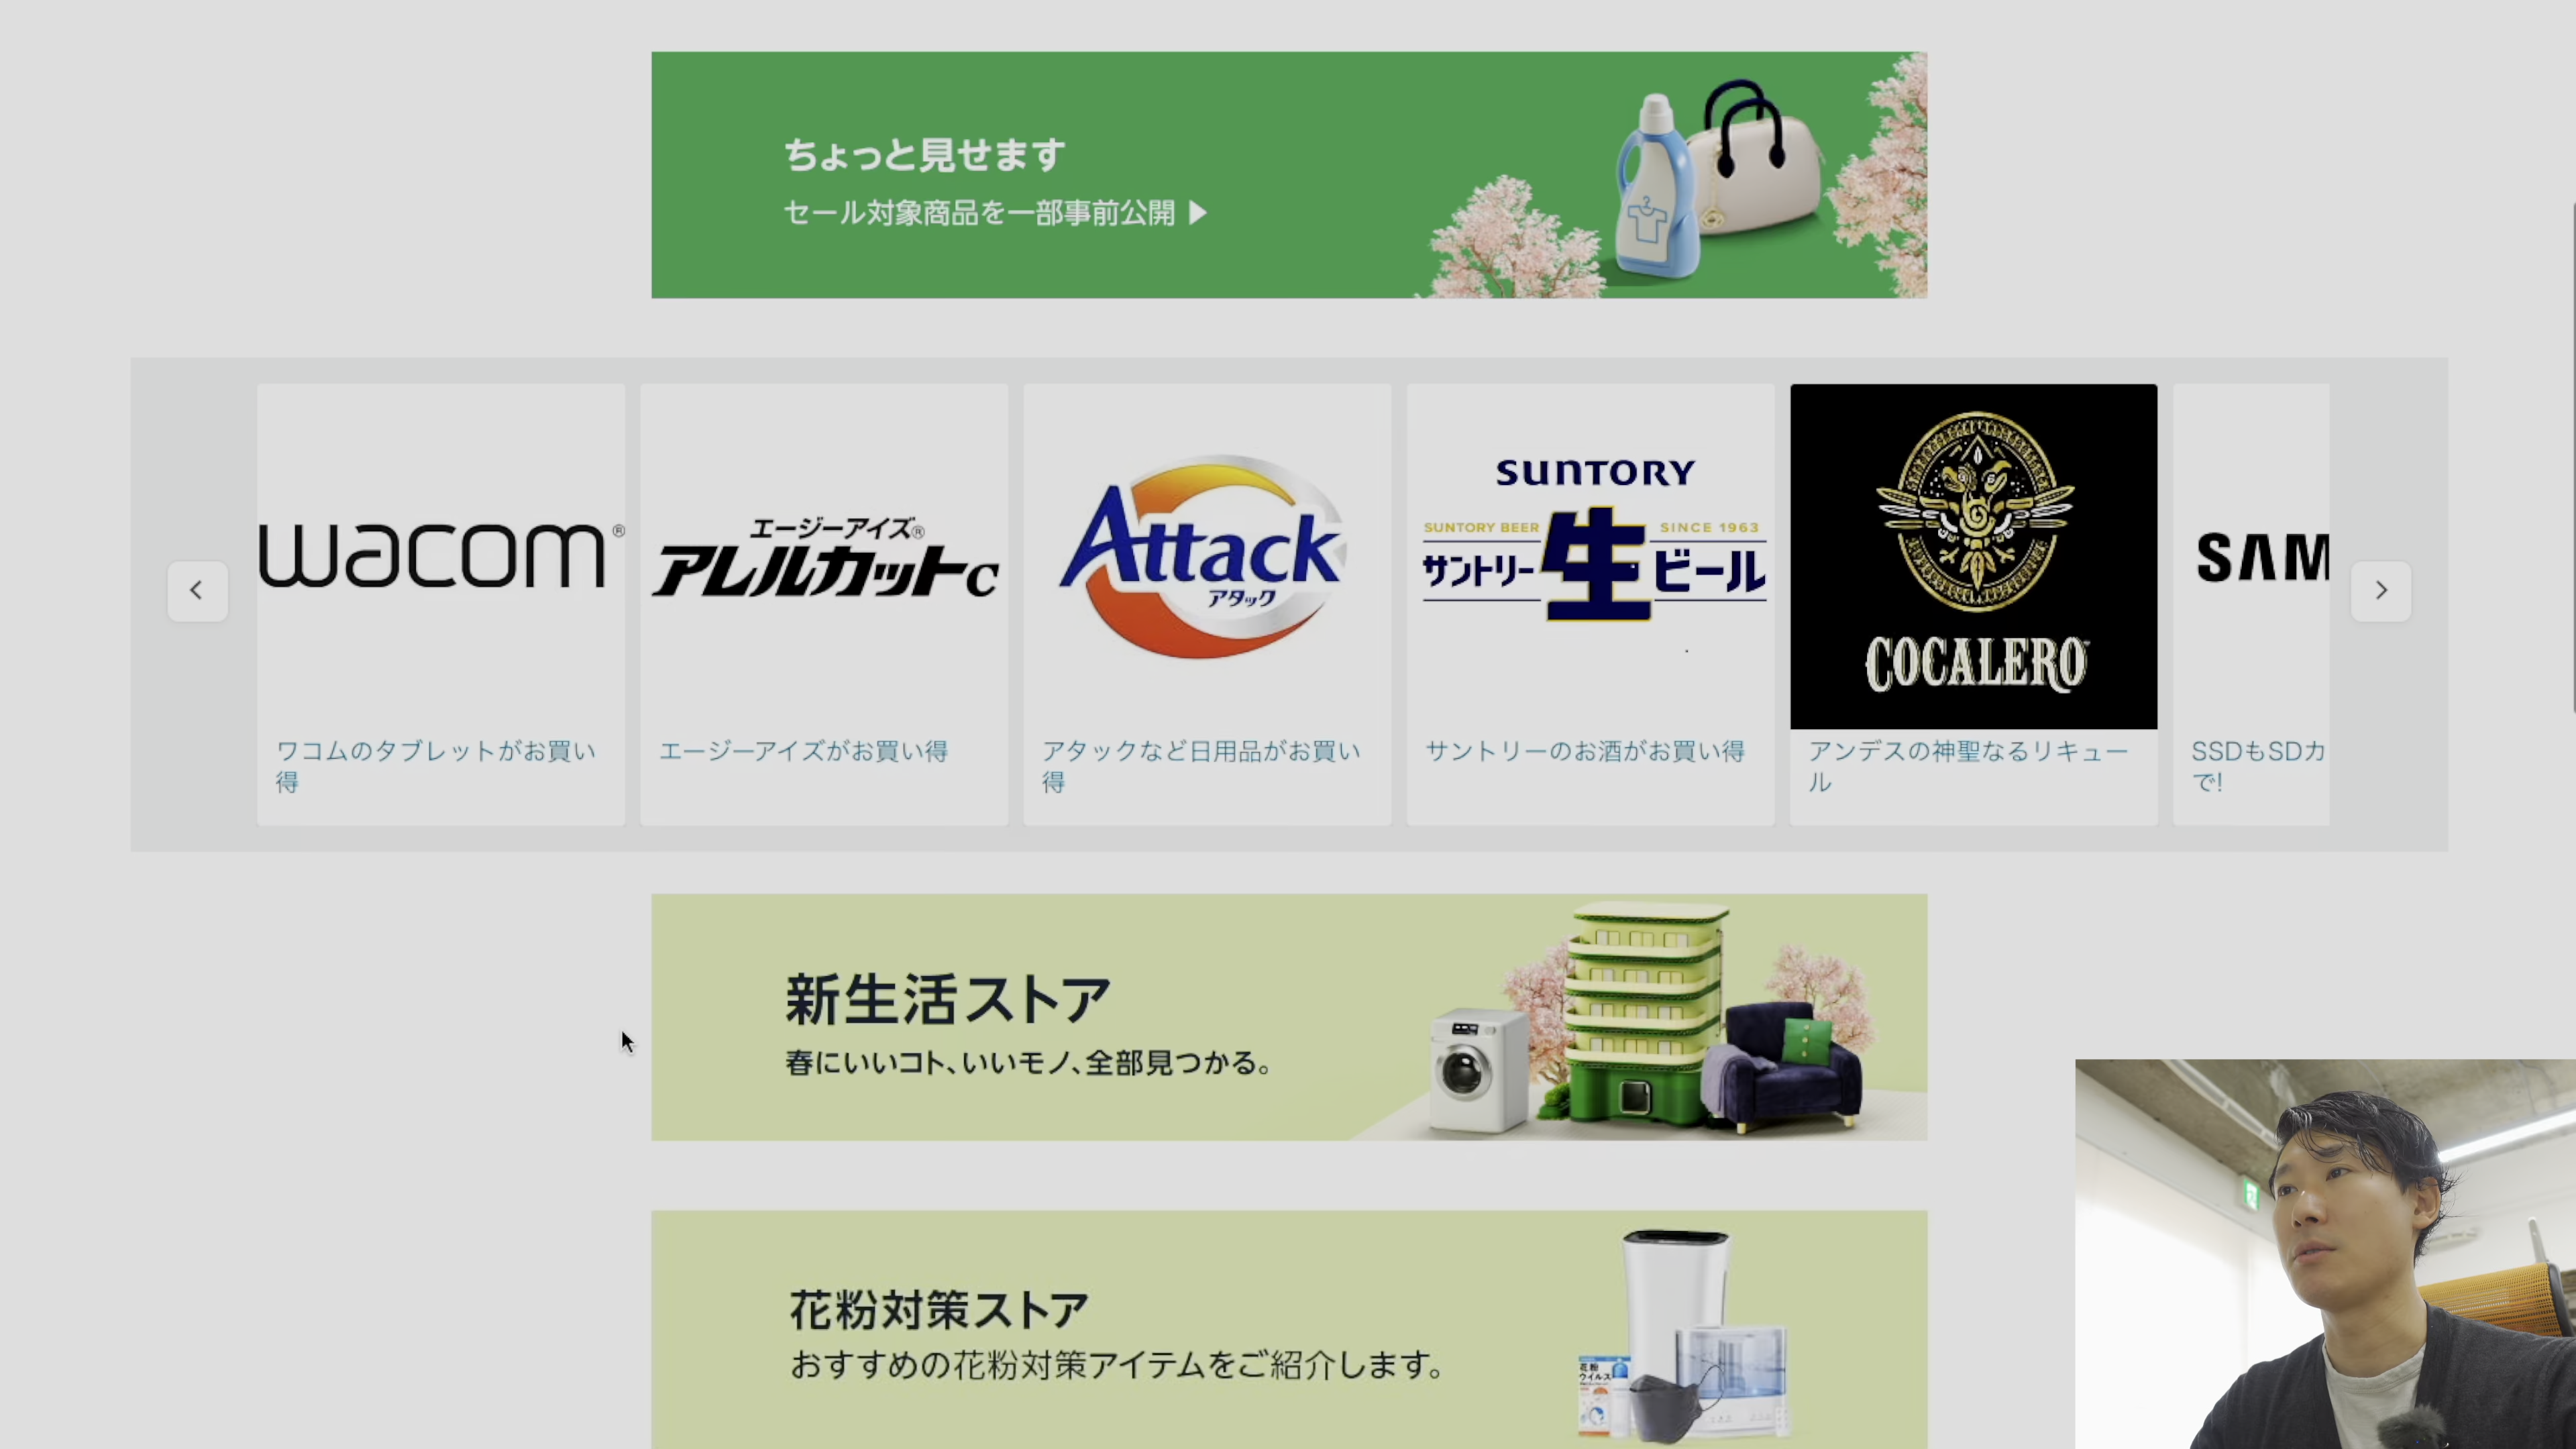 ちょっと見せます
セール対象商品を一部事前公開 ▶
wacom®
ワコムのタブレットがお買い
得
エージーアイズ®
アレルカットC
エージーアイズがお買い得
Attack
アタック
アタックなど日用品がお買い
得
SUNTORY
SUNTORY BEER
SINCE 1963
サントリー生ビール
サントリーのお酒がお買い得
COCALERO
アンデスの神聖なるリキュー
ル
SAM
SSDもSDカ
で!
新生活ストア
春にいいコト、いいモノ、全部見つかる。
花粉対策ストア
おすすめの花粉対策アイテムをご紹介します。
花粉
ウイルス